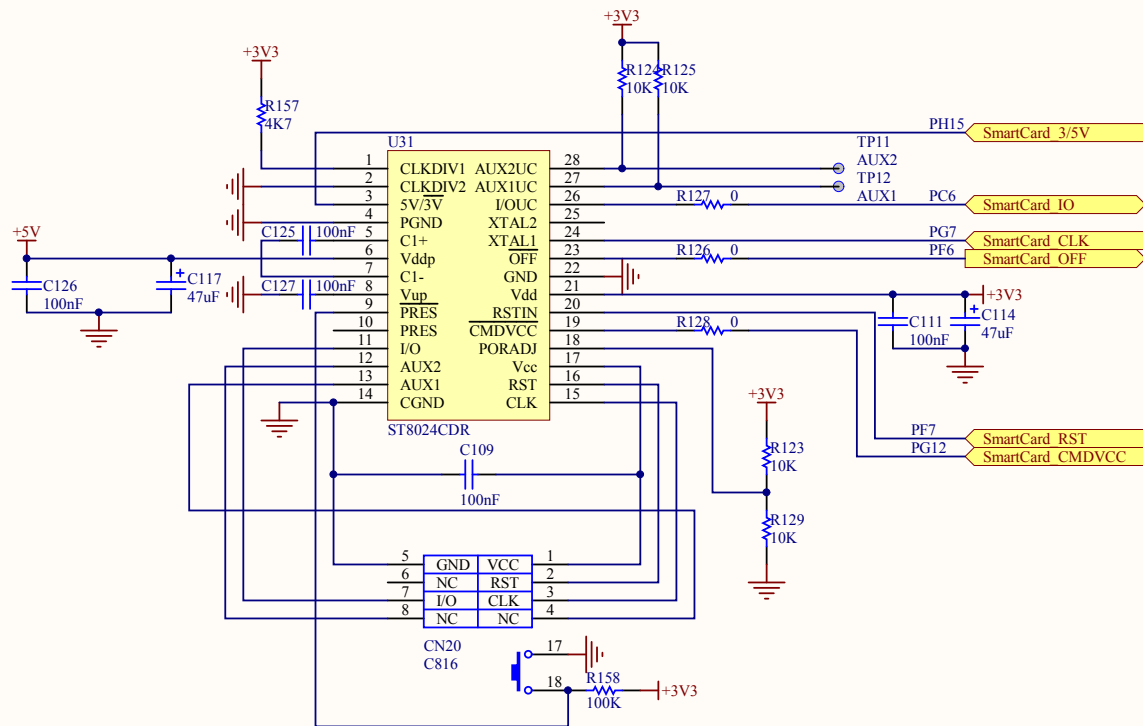 +3V3
+3V3
R124
10K
R125
10K
R157
4K7
PH15
SmartCard_3/5V
U31
TP11
1 CLKDIV1 AUX2UC 28
AUX2
TP12
2 CLKDIV2 AUX1UC 27
AUX1
3 5V/3V I/OUC 26
R127 0
PC6
SmartCard_IO
4 PGND XTAL2 25
+5V
C125 100nF
5 C1+ XTAL1 24
PG7
SmartCard_CLK
6 Vddp OFF 23
R126 0
PF6
SmartCard_OFF
C126
100nF
C117
47uF
7 C1- GND 22
C127 100nF
8 Vup Vdd 21
+3V3
9 PRES RSTIN 20
10 PRES CMDVCC 19
R128 0
C111
100nF
C114
47uF
11 I/O PORADJ 18
12 AUX2 Vcc 17
13 AUX1 RST 16
14 CGND CLK 15
ST8024CDR
+3V3
PF7
SmartCard_RST
PG12
SmartCard_CMDVCC
C109
100nF
R123
10K
R129
10K
5 GND VCC 1
6 NC RST 2
7 I/O CLK 3
8 NC NC 4
CN20
C816
17
18
R158
100K
+3V3